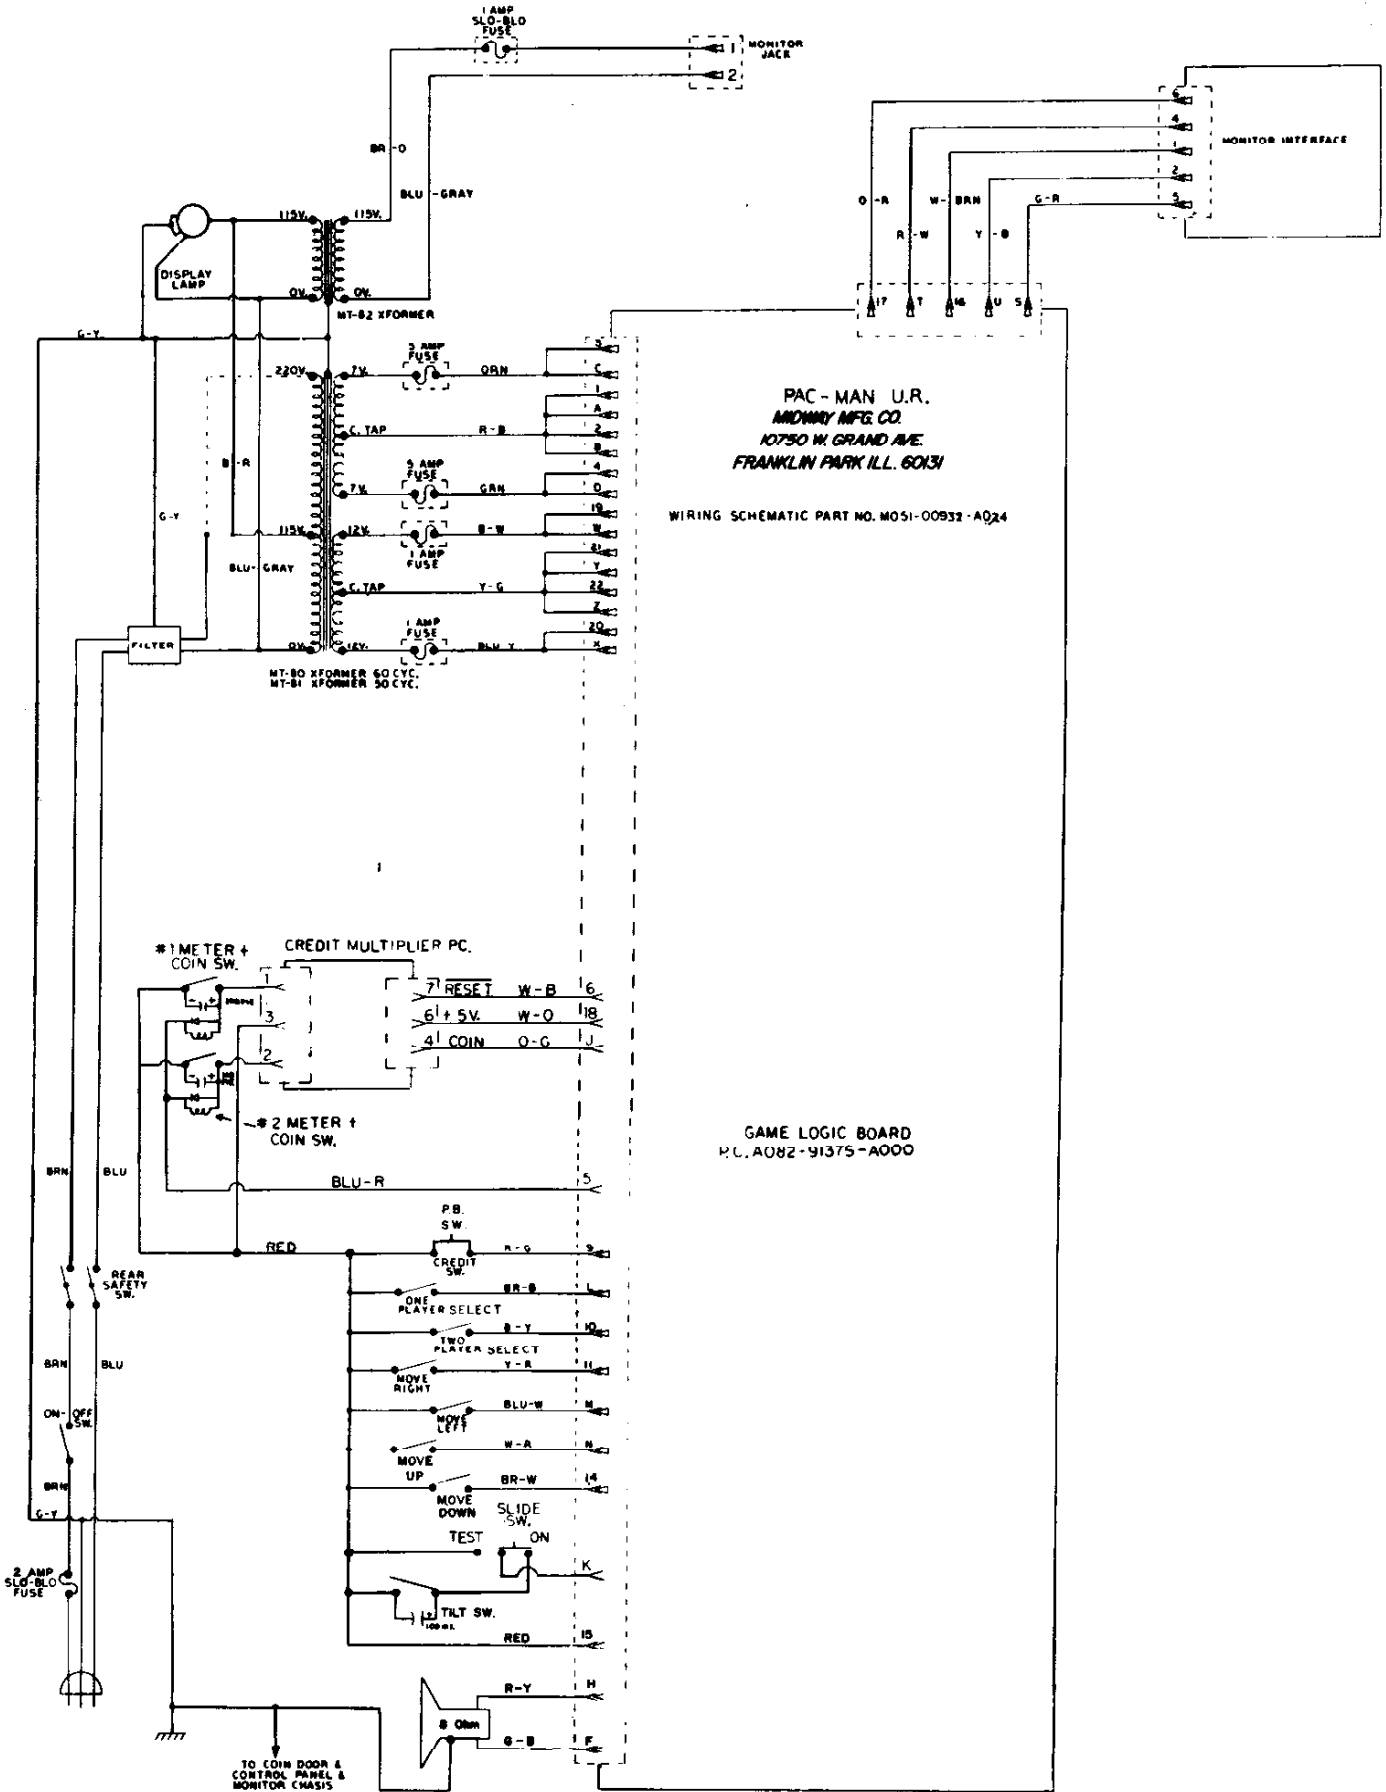 1 AMP
SLO-BLO
FUSE
1
MONITOR
JACK
2
BR-O
BLU-GRAY
6
4
1
2
5
MONITOR INTERFACE
O-R
R-W
W-BRN
Y-B
G-R
17
T
16
U
S
115V.
115V.
DISPLAY
LAMP
0V.
0V.
MT-82 XFORMER
G-Y
220V.
7V.
5 AMP
FUSE
ORN
3
C
1
A
C. TAP
R-B
2
B
B-R
5 AMP
FUSE
4
7V.
GRN
D
G-Y
19
115V.
12V.
B-W
W
1 AMP
FUSE
21
BLU-GRAY
Y
C. TAP
Y-G
22
Z
1 AMP
FUSE
20
FILTER
0V.
12V.
BLU Y
X
MT-80 XFORMER 60 CYC.
MT-81 XFORMER 50 CYC.
PAC-MAN U.R.
MIDWAY MFG. CO.
10750 W. GRAND AVE.
FRANKLIN PARK ILL. 60131
WIRING SCHEMATIC PART NO. M051-00932-A024
#1 METER +
COIN SW.
CREDIT MULTIPLIER PC.
1
3
2
7
RESET
W-B
6
6
+5V.
W-O
18
4
COIN
O-G
J
- +
- +
#2 METER +
COIN SW.
GAME LOGIC BOARD
P.C. A082-91375-A000
BRN
BLU
BLU-R
5
P.B.
SW.
RED
R-G
9
CREDIT
SW.
REAR
SAFETY
SW.
BR-B
L
ONE
PLAYER SELECT
B-Y
10
TWO
PLAYER SELECT
BRN
BLU
Y-R
11
MOVE
RIGHT
ON-OFF
SW.
BLU-W
M
MOVE
LEFT
W-R
N
MOVE
UP
BRN
BR-W
14
MOVE
DOWN
G-Y
SLIDE
SW.
TEST
ON
K
2 AMP
SLO-BLO
FUSE
TILT SW.
RED
15
R-Y
H
8 Ohm
G-B
F
TO COIN DOOR &
CONTROL PANEL &
MONITOR CHASIS